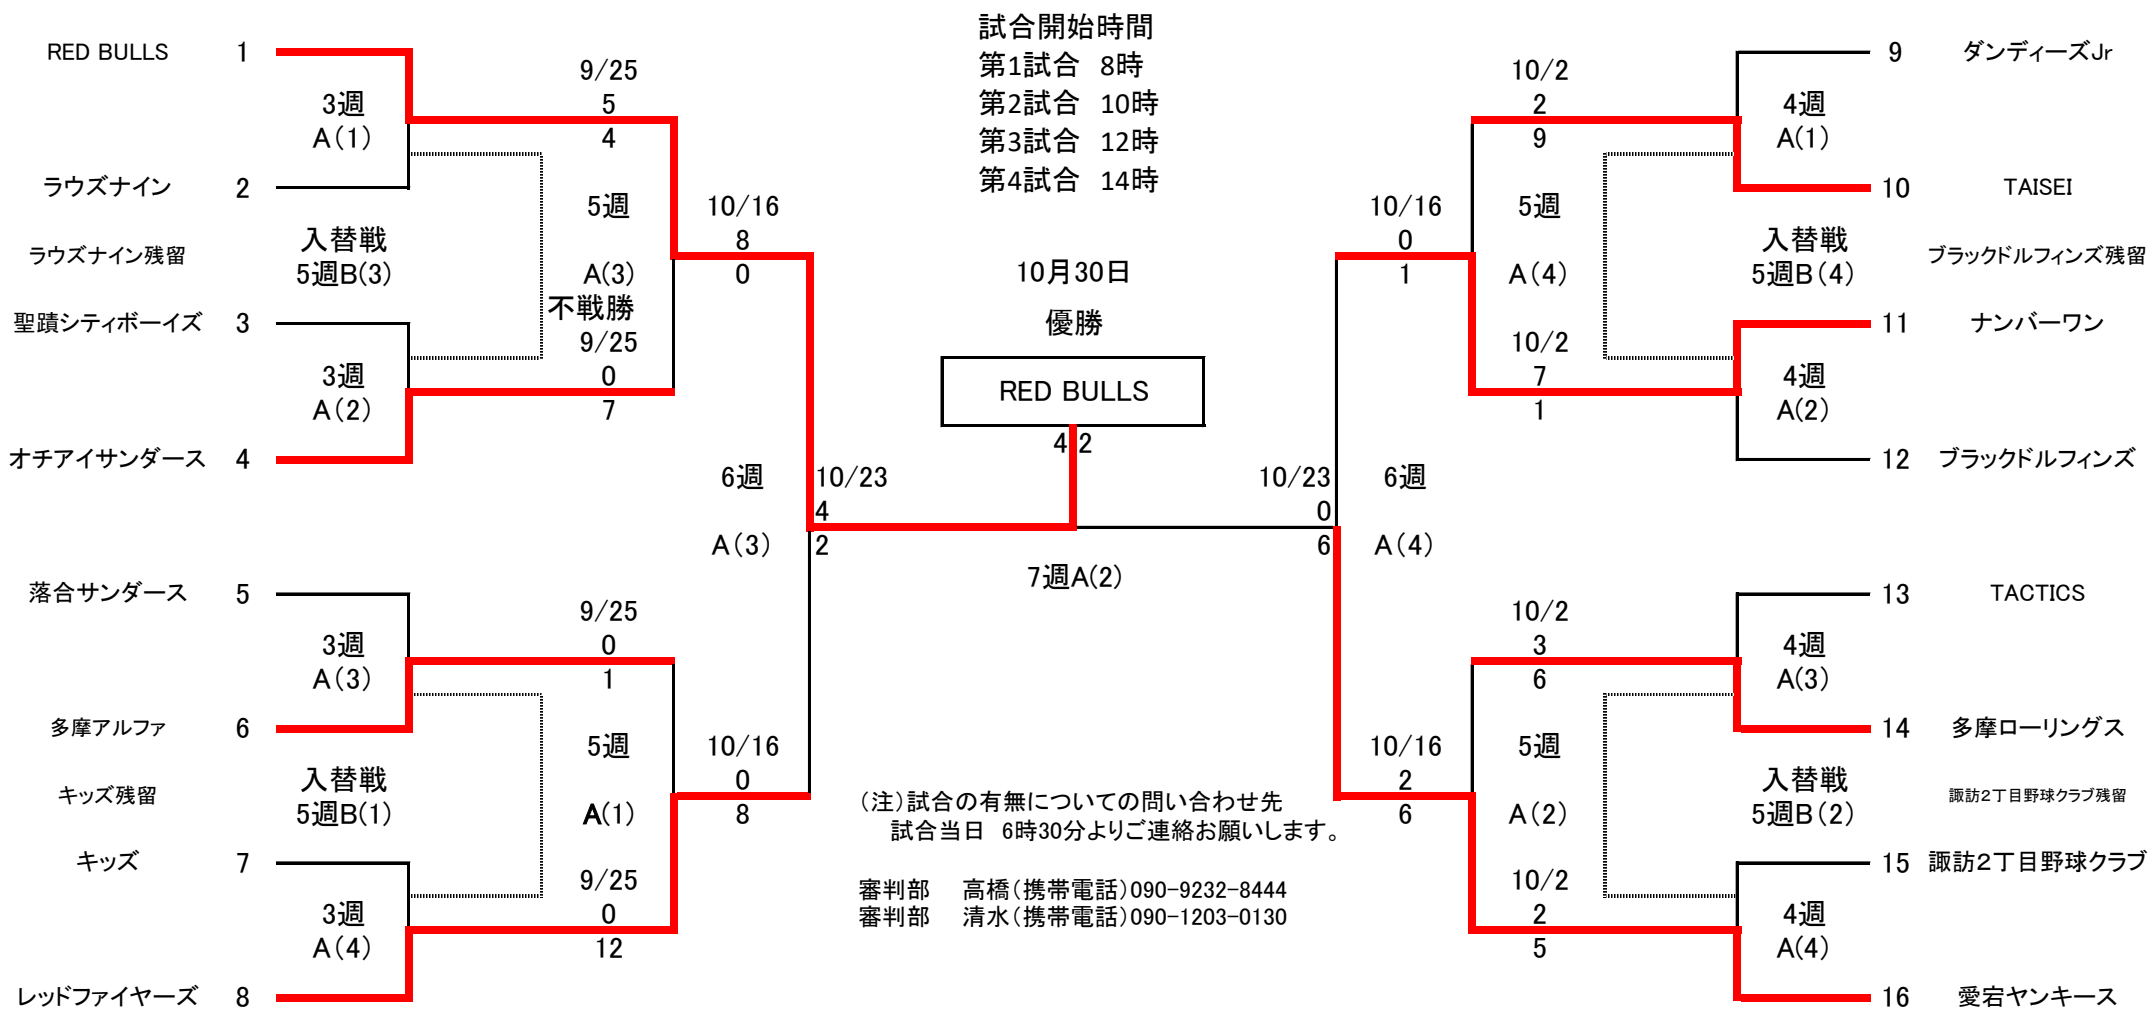 試合開始時間
第1試合 8時
第2試合 10時
第3試合 12時
第4試合 14時
RED BULLS 1
3週
A(1)
9/25
5
4
ラウズナイン 2
ラウズナイン残留
入替戦
5週B(3)
5週
A(3)
不戦勝
10/16
8
0
聖蹟シティボーイズ 3
3週
A(2)
9/25
0
7
オチアイサンダース 4
6週
A(3)
10/23
4
2
落合サンダース 5
3週
A(3)
9/25
0
1
多摩アルファ 6
キッズ残留
入替戦
5週B(1)
5週
A(1)
10/16
0
8
キッズ 7
3週
A(4)
9/25
0
12
レッドファイヤーズ 8
10月30日
優勝
RED BULLS
4 2
7週A(2)
(注)試合の有無についての問い合わせ先
試合当日 6時30分よりご連絡お願いします。
審判部 高橋(携帯電話)090-9232-8444
審判部 清水(携帯電話)090-1203-0130
9 ダンディーズJr
10/2
2
9
4週
A(1)
10 TAISEI
10/16
0
1
5週
A(4)
入替戦
5週B(4)
ブラックドルフィンズ残留
11 ナンバーワン
10/2
7
1
4週
A(2)
12 ブラックドルフィンズ
10/23
0
6
6週
A(4)
13 TACTICS
10/2
3
6
4週
A(3)
14 多摩ローリングス
10/16
2
6
5週
A(2)
入替戦
5週B(2)
諏訪2丁目野球クラブ残留
15 諏訪2丁目野球クラブ
10/2
2
5
4週
A(4)
16 愛宕ヤンキース